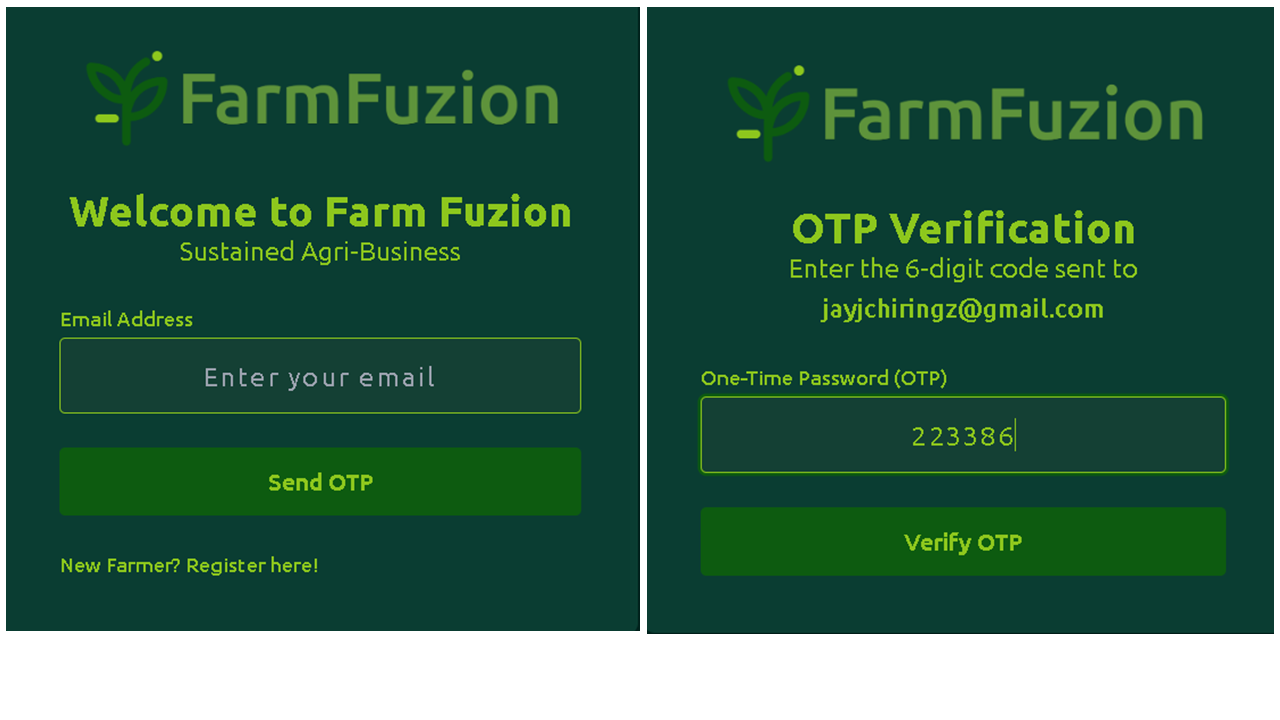 FarmFuzion
Welcome to Farm Fuzion
Sustained Agri-Business
Email Address
Enter your email
Send OTP
New Farmer? Register here!
FarmFuzion
OTP Verification
Enter the 6-digit code sent to
jayjchiringz@gmail.com
One-Time Password (OTP)
223386
Verify OTP